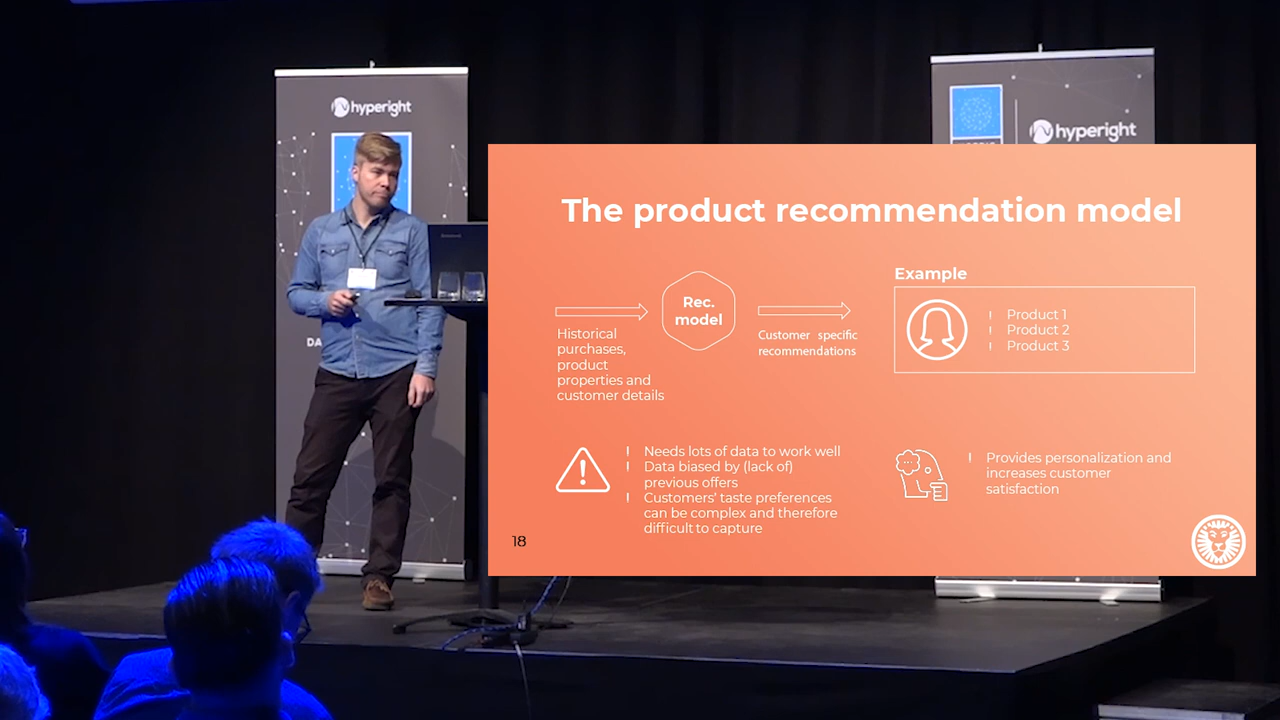 hyperight
hyperight
DA
The product recommendation model
Example
Rec.
model
Product 1
Product 2
Product 3
Historical
purchases,
product
properties and
customer details
Customer specific
recommendations
Needs lots of data to work well
Data biased by (lack of)
previous offers
Customers' taste preferences
can be complex and therefore
difficult to capture
Provides personalization and
increases customer
satisfaction
18